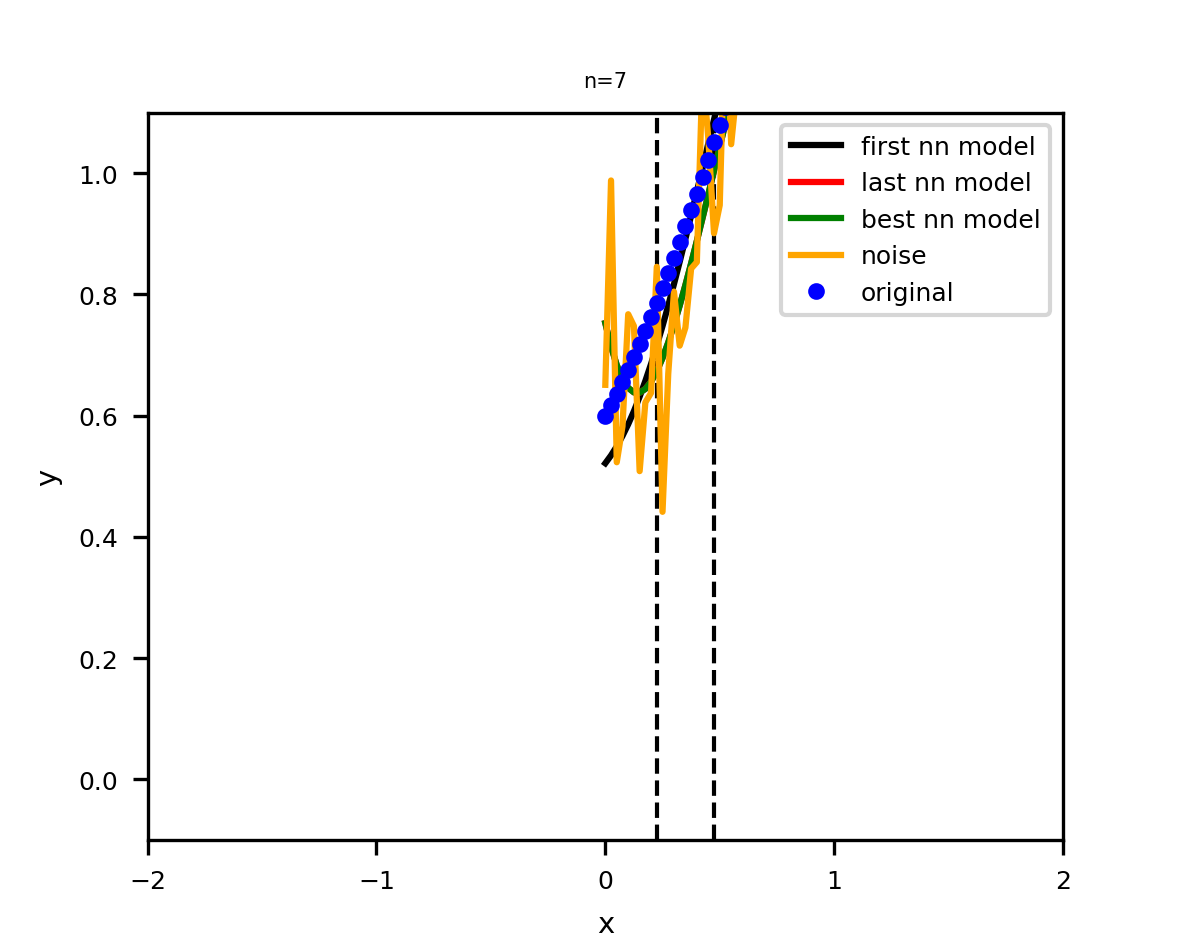 n=7
first nn model
last nn model
best nn model
noise
original
1.0
0.8
0.6
0.4
0.2
0.0
y
−2
−1
0
1
2
x